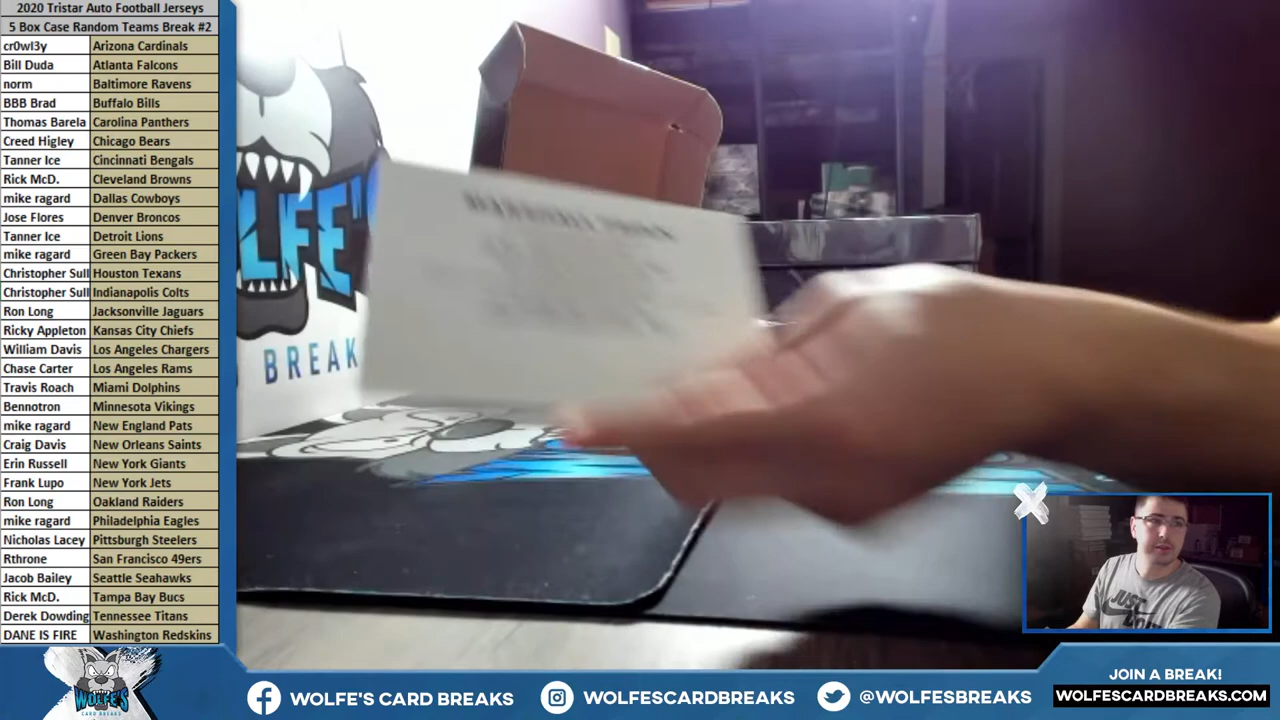 2020 Tristar Auto Football Jerseys
5 Box Case Random Teams Break #2
cr0wl3y Arizona Cardinals
Bill Duda Atlanta Falcons
norm Baltimore Ravens
BBB Brad Buffalo Bills
Thomas Barela Carolina Panthers
Creed Higley Chicago Bears
Tanner Ice Cincinnati Bengals
Rick McD. Cleveland Browns
mike ragard Dallas Cowboys
Jose Flores Denver Broncos
Tanner Ice Detroit Lions
mike ragard Green Bay Packers
Christopher Sull Houston Texans
Christopher Sull Indianapolis Colts
Ron Long Jacksonville Jaguars
Ricky Appleton Kansas City Chiefs
William Davis Los Angeles Chargers
Chase Carter Los Angeles Rams
Travis Roach Miami Dolphins
Bennotron Minnesota Vikings
mike ragard New England Pats
Craig Davis New Orleans Saints
Erin Russell New York Giants
Frank Lupo New York Jets
Ron Long Oakland Raiders
mike ragard Philadelphia Eagles
Nicholas Lacey Pittsburgh Steelers
Rthrone San Francisco 49ers
Jacob Bailey Seattle Seahawks
Rick McD. Tampa Bay Bucs
Derek Dowding Tennessee Titans
DANE IS FIRE Washington Redskins
OLFE'
BREAK
JUST
WOLFE'S
CARD BREAKS
WOLFE'S CARD BREAKS
WOLFESCARDBREAKS
@WOLFESBREAKS
JOIN A BREAK!
WOLFESCARDBREAKS.COM